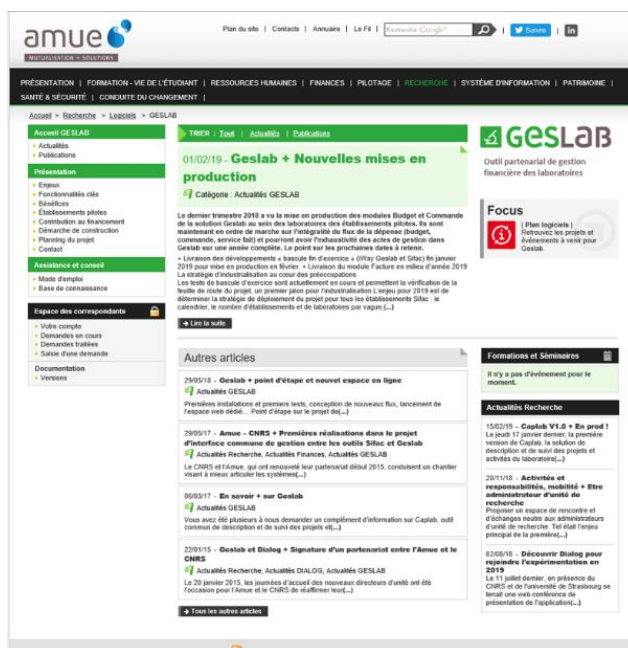 amue
MUTUALISATION + SOLUTIONS
Plan du site | Contacts | Annuaire | Le Fil | Recherche Google
Suivre
in
PRÉSENTATION | FORMATION - VIE DE L'ÉTUDIANT | RESSOURCES HUMAINES | FINANCES | PILOTAGE | RECHERCHE | SYSTÈME D'INFORMATION | PATRIMOINE |
SANTÉ & SÉCURITÉ | CONDUITE DU CHANGEMENT |
Accueil > Recherche > Logiciels > GESLAB
Accueil GESLAB
Actualités
Publications
Présentation
Enjeux
Fonctionnalités clés
Bénéfices
Établissements pilotes
Contribution au financement
Démarche de construction
Planning du projet
Contact
Assistance et conseil
Mode d'emploi
Base de connaissance
Espace des correspondants
Votre compte
Demandes en cours
Demandes traitées
Saisie d'une demande
Documentation
Versions
TRIER : Tout | Actualités | Publications
01/02/19 - Geslab + Nouvelles mises en
production
Catégorie : Actualités GESLAB
Le dernier trimestre 2018 a vu la mise en production des modules Budget et Commande
de la solution Geslab au sein des laboratoires des établissements pilotes. Ils sont
maintenant en ordre de marche sur l'intégralité du flux de la dépense (budget,
commande, service fait) et pourront avoir l'exhaustivité des actes de gestion dans
Geslab sur une année complète. Le point sur les prochaines dates à retenir.
+ Livraison des développements « bascule fin d'exercice » (iWay Geslab et Sifac) fin janvier
2019 pour mise en production en février. + Livraison du module Facture en milieu d'année 2019
La stratégie d'industrialisation au cœur des préoccupations
Les tests de bascule d'exercice sont actuellement en cours et permettent la vérification de la
feuille de route du projet, un premier jalon pour l'industrialisation L'enjeu pour 2019 est de
déterminer la stratégie de déploiement du projet pour tous les établissements Sifac : le
calendrier, le nombre d'établissements et de laboratoires par vague,(...)
Lire la suite
Autres articles
29/05/18 - Geslab + point d'étape et nouvel espace en ligne
Actualités GESLAB
Premières installations et premiers tests, conception de nouveaux flux, lancement de
l'espace web dédié... Point d'étape sur le projet de(...)
29/05/17 - Amue – CNRS + Premières réalisations dans le projet
d'interface commune de gestion entre les outils Sifac et Geslab
Actualités Recherche, Actualités Finances, Actualités GESLAB
Le CNRS et l'Amue, qui ont renouvelé leur partenariat début 2015, conduisent un chantier
visant à mieux articuler les systèmes(...)
06/03/17 - En savoir + sur Geslab
Actualités GESLAB
Vous avez été plusieurs à nous demander un complément d'information sur Caplab, outil
commun de description et de suivi des projets et(...)
22/01/15 - Geslab et Dialog + Signature d'un partenariat entre l'Amue et le
CNRS
Actualités Recherche, Actualités DIALOG, Actualités GESLAB
Le 20 janvier 2015, les journées d'accueil des nouveaux directeurs d'unité ont été
l'occasion pour l'Amue et le CNRS de réaffirmer leur(...)
Tous les autres articles
GESLAB
Outil partenarial de gestion
financière des laboratoires
Focus
| Plan logiciels |
Retrouvez les projets et
événements à venir pour
Geslab.
Formations et Séminaires
Il n'y a pas d'évènement pour le
moment.
Actualités Recherche
15/02/19 - Caplab V1.0 + En prod !
Le jeudi 17 janvier dernier, la première
version de Caplab, la solution de
description et de suivi des projets et
activités du laboratoire(...)
28/11/18 - Activités et
responsabilités, mobilité + Etre
administrateur d'unité de
recherche
Proposer un espace de rencontre et
d'échanges neutre aux administrateurs
d'unité de recherche. Tel était l'enjeu
principal de la première(...)
02/08/18 - Découvrir Dialog pour
rejoindre l'expérimentation en
2019
Le 11 juillet dernier, en présence du
CNRS et de l'université de Strasbourg se
tenait une web conférence de
présentation de l'application(...)